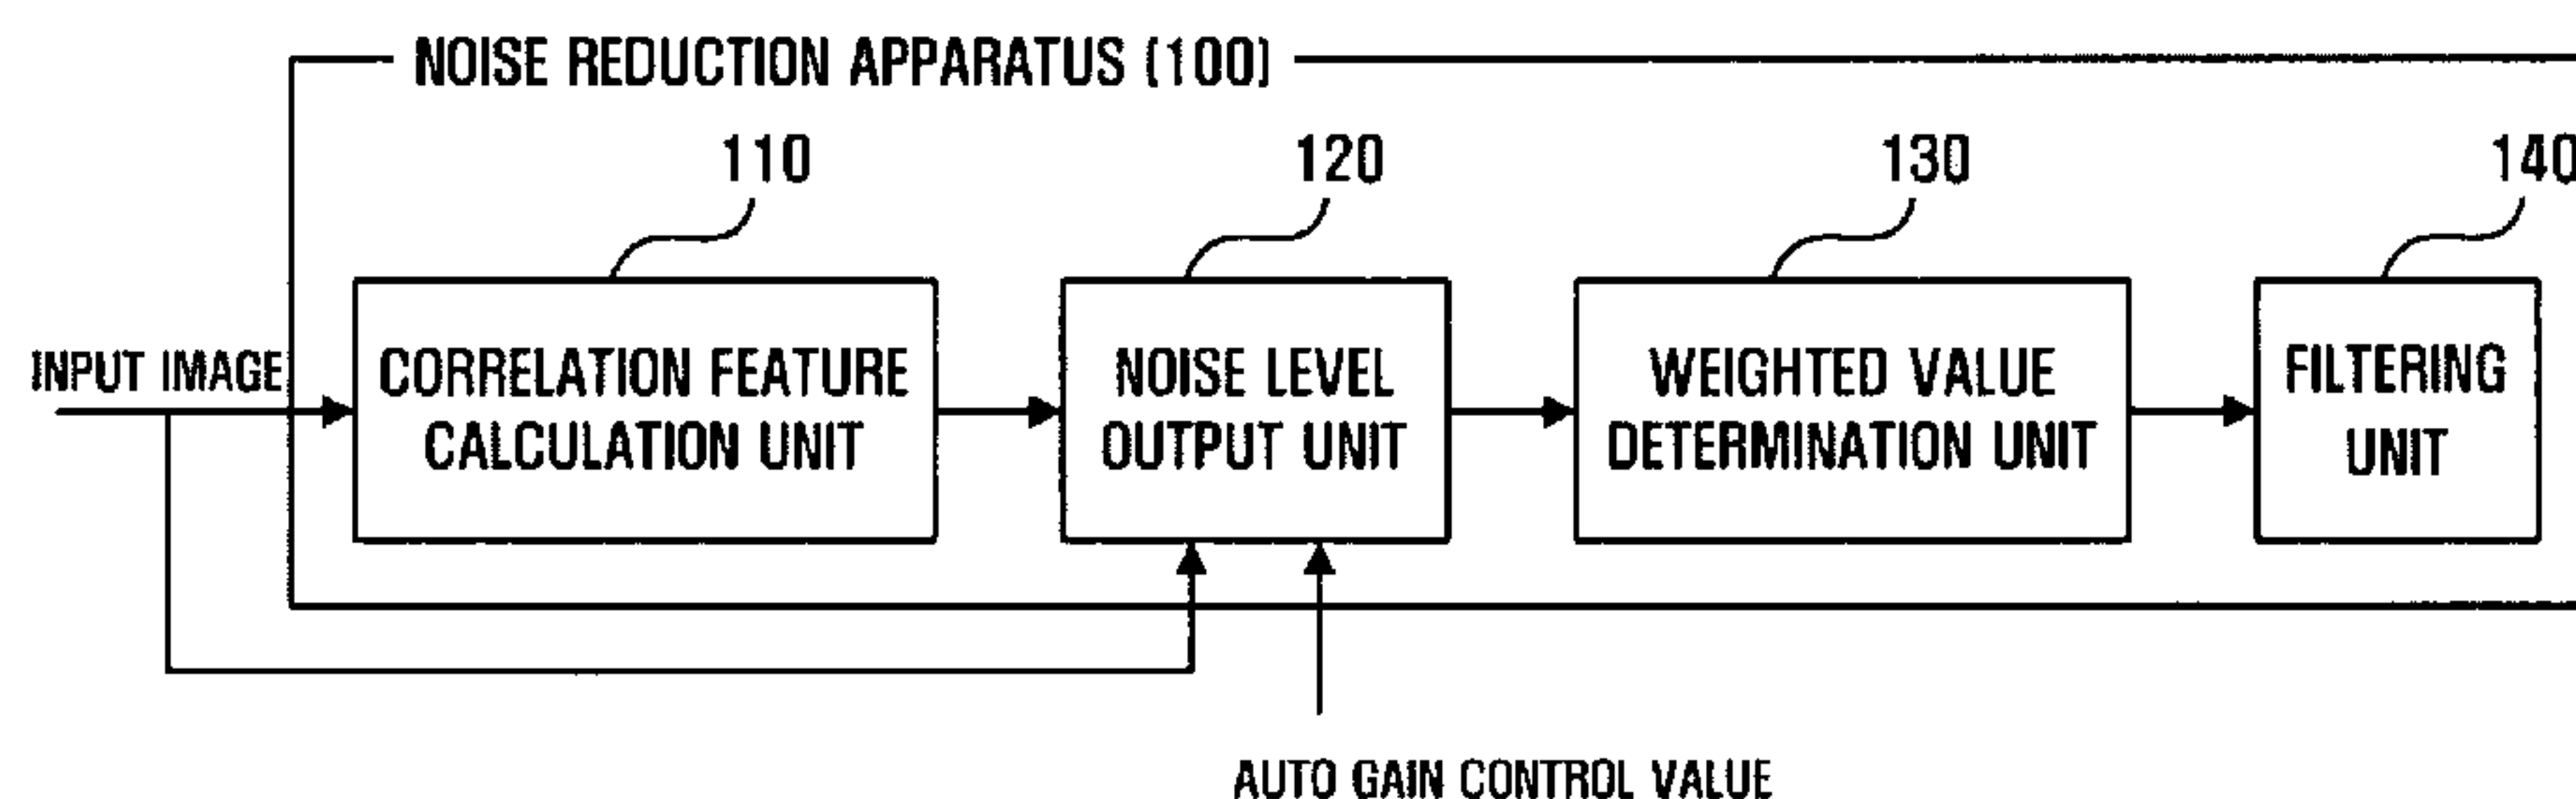 NOISE REDUCTION APPARATUS (100)
110
120
130
140
INPUT IMAGE
CORRELATION FEATURE
CALCULATION UNIT
NOISE LEVEL
OUTPUT UNIT
WEIGHTED VALUE
DETERMINATION UNIT
FILTERING
UNIT
AUTO GAIN CONTROL VALUE